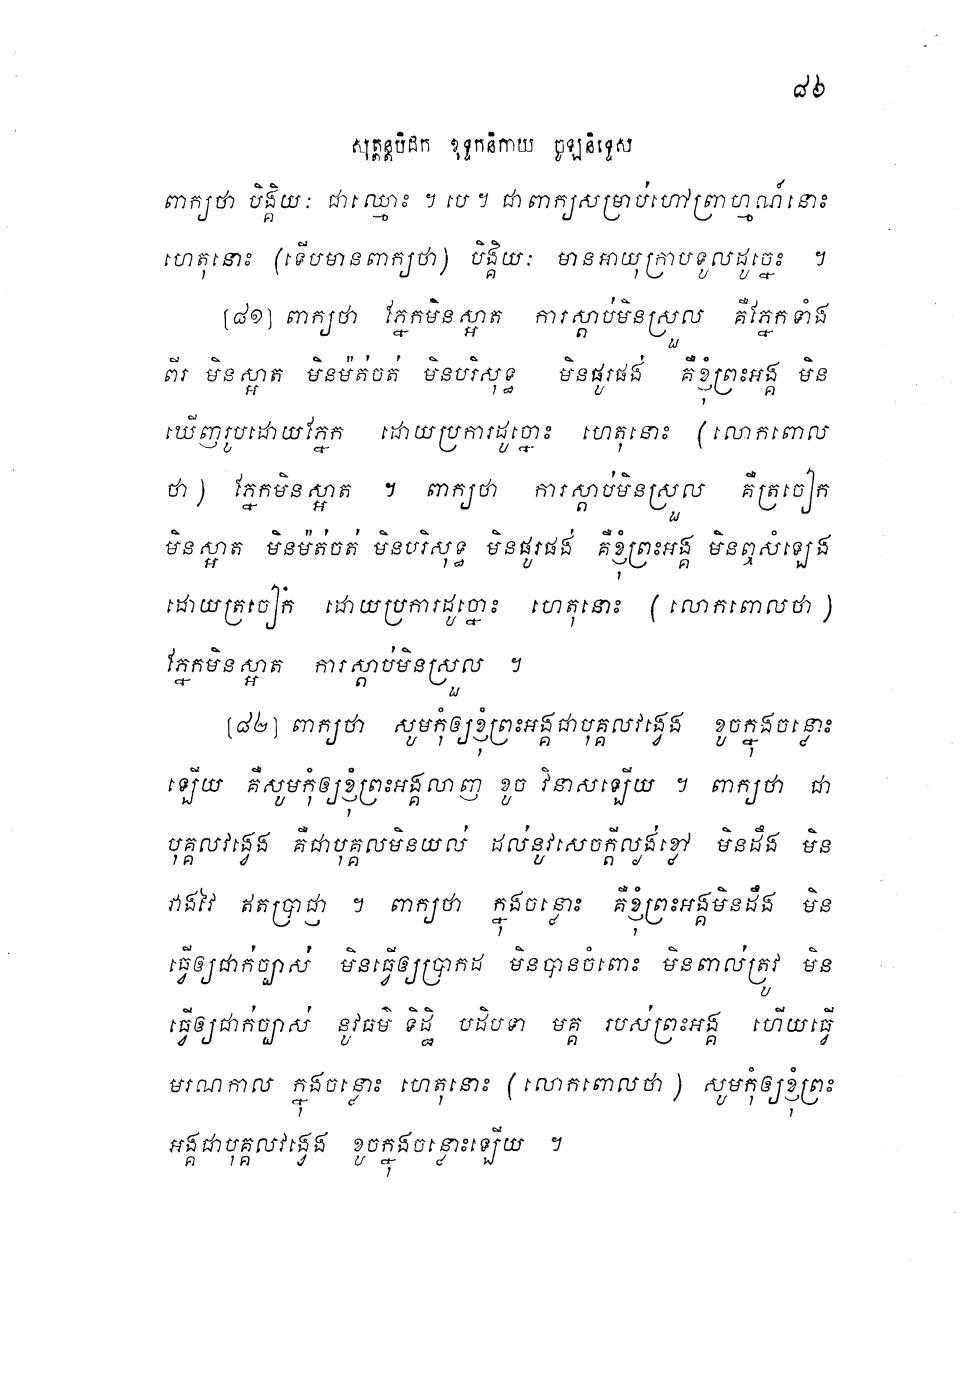 ៨៦
សុត្តន្តបិដក ខុទ្ទកនិកាយ ចូឡនិទ្ទេស
ពាក្យថា បិង្គិយៈ ជាឈ្មោះ ។ បេ ។ ជាពាក្យសម្រាប់ហៅព្រាហ្មណ៍នោះ
ហេតុនោះ (ទើបមានពាក្យថា) បិង្គិយៈ មានអាយុក្រាបទូលដូច្នេះ ។
[៨១] ពាក្យថា ភ្នែកមិនស្អាត ការស្តាប់មិនស្រួល គឺភ្នែកទាំង
ពីរ មិនស្អាត មិនម៉ត់ចត់ មិនបរិសុទ្ធ មិនផូរផង់ គឺខ្ញុំព្រះអង្គ មិន
ឃើញរូបដោយភ្នែក ដោយប្រការដូច្នោះ ហេតុនោះ (លោកពោល
ថា) ភ្នែកមិនស្អាត ។ ពាក្យថា ការស្តាប់មិនស្រួល គឺត្រចៀក
មិនស្អាត មិនម៉ត់ចត់ មិនបរិសុទ្ធ មិនផូរផង់ គឺខ្ញុំព្រះអង្គ មិនឮសំឡេង
ដោយត្រចៀក ដោយប្រការដូច្នោះ ហេតុនោះ (លោកពោលថា)
ភ្នែកមិនស្អាត ការស្តាប់មិនស្រួល ។
[៨២] ពាក្យថា សូមកុំឲ្យខ្ញុំព្រះអង្គជាបុគ្គលវង្វេង ខូចក្នុងចន្លោះ
ឡើយ គឺសូមកុំឲ្យខ្ញុំព្រះអង្គលាញ ខូច វិនាសឡើយ ។ ពាក្យថា ជា
បុគ្គលវង្វេង គឺជាបុគ្គលមិនយល់ ដល់នូវសេចក្តីល្ងង់ខ្លៅ មិនដឹង មិន
វាងវៃ ឥតប្រាជ្ញា ។ ពាក្យថា ក្នុងចន្លោះ គឺខ្ញុំព្រះអង្គមិនដឹង មិន
ធ្វើឲ្យជាក់ច្បាស់ មិនធ្វើឲ្យប្រាកដ មិនបានចំពោះ មិនពាល់ត្រូវ មិន
ធ្វើឲ្យជាក់ច្បាស់ នូវធម៌ ទិដ្ឋិ បដិបទា មគ្គ របស់ព្រះអង្គ ហើយធ្វើ
មរណកាល ក្នុងចន្លោះ ហេតុនោះ (លោកពោលថា) សូមកុំឲ្យខ្ញុំព្រះ
អង្គជាបុគ្គលវង្វេង ខូចក្នុងចន្លោះឡើយ ។